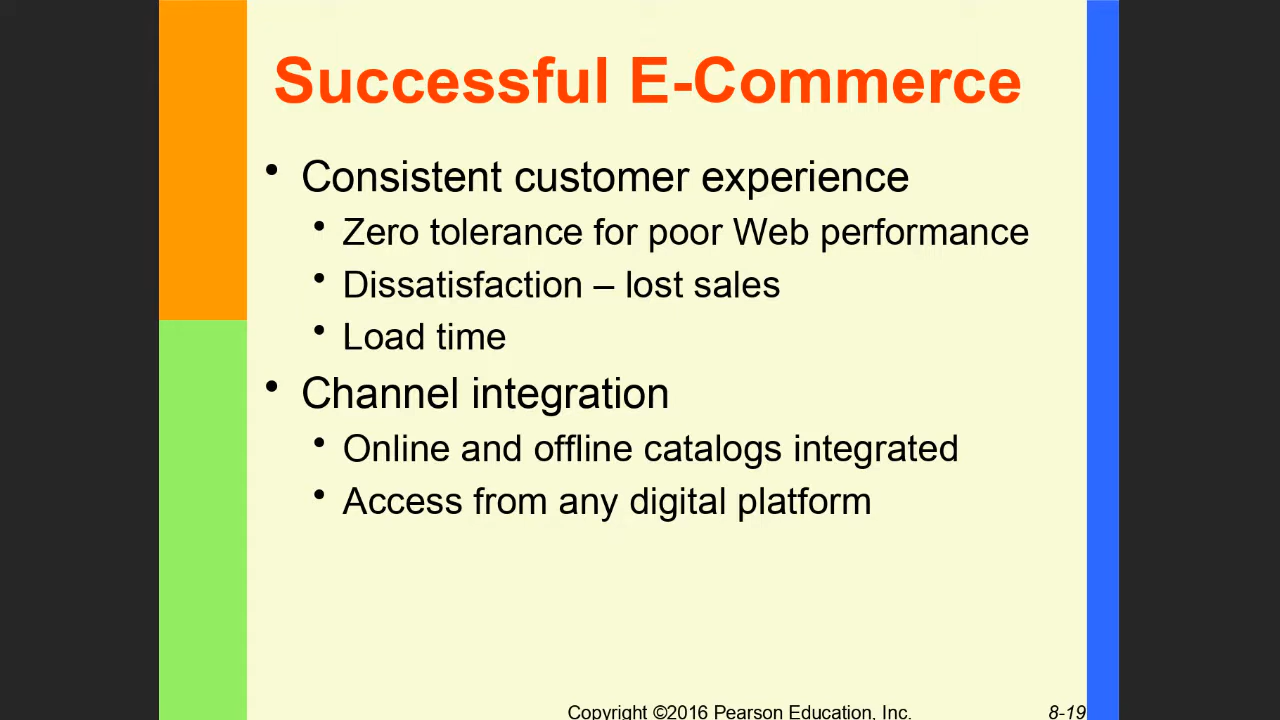 Successful E-Commerce
• Consistent customer experience
• Zero tolerance for poor Web performance
• Dissatisfaction – lost sales
• Load time
• Channel integration
• Online and offline catalogs integrated
• Access from any digital platform
Copyright ©2016 Pearson Education, Inc. 8-19